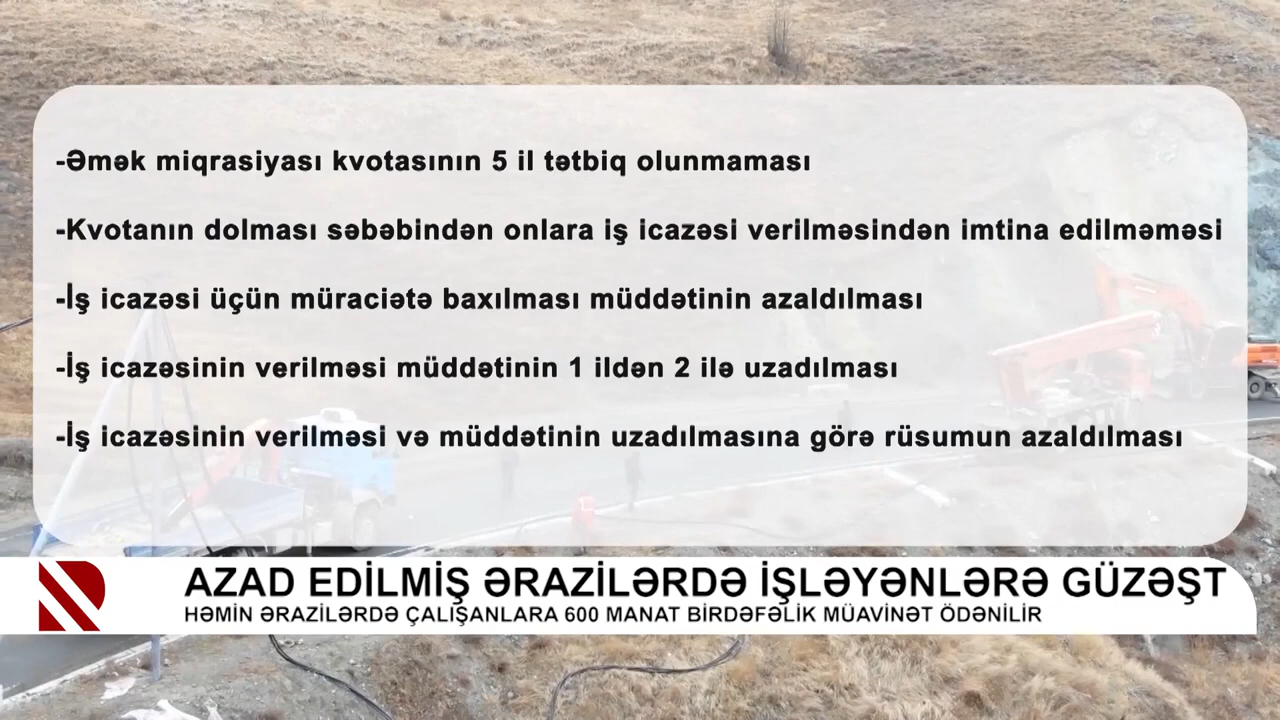 -Əmək miqrasiyası kvotasının 5 il tətbiq olunmaması
-Kvotanın dolması səbəbindən onlara iş icazəsi verilməsindən imtina edilməməsi
-İş icazəsi üçün müraciətə baxılması müddətinin azaldılması
-İş icazəsinin verilməsi müddətinin 1 ildən 2 ilə uzadılması
-İş icazəsinin verilməsi və müddətinin uzadılmasına görə rüsumun azaldılması
AZAD EDİLMİŞ ƏRAZİLƏRDƏ İŞLƏYƏNLƏRƏ GÜZƏŞT
HƏMİN ƏRAZİLƏRDƏ ÇALIŞANLARA 600 MANAT BİRDƏFƏLİK MÜAVİNƏT ÖDƏNİLİR